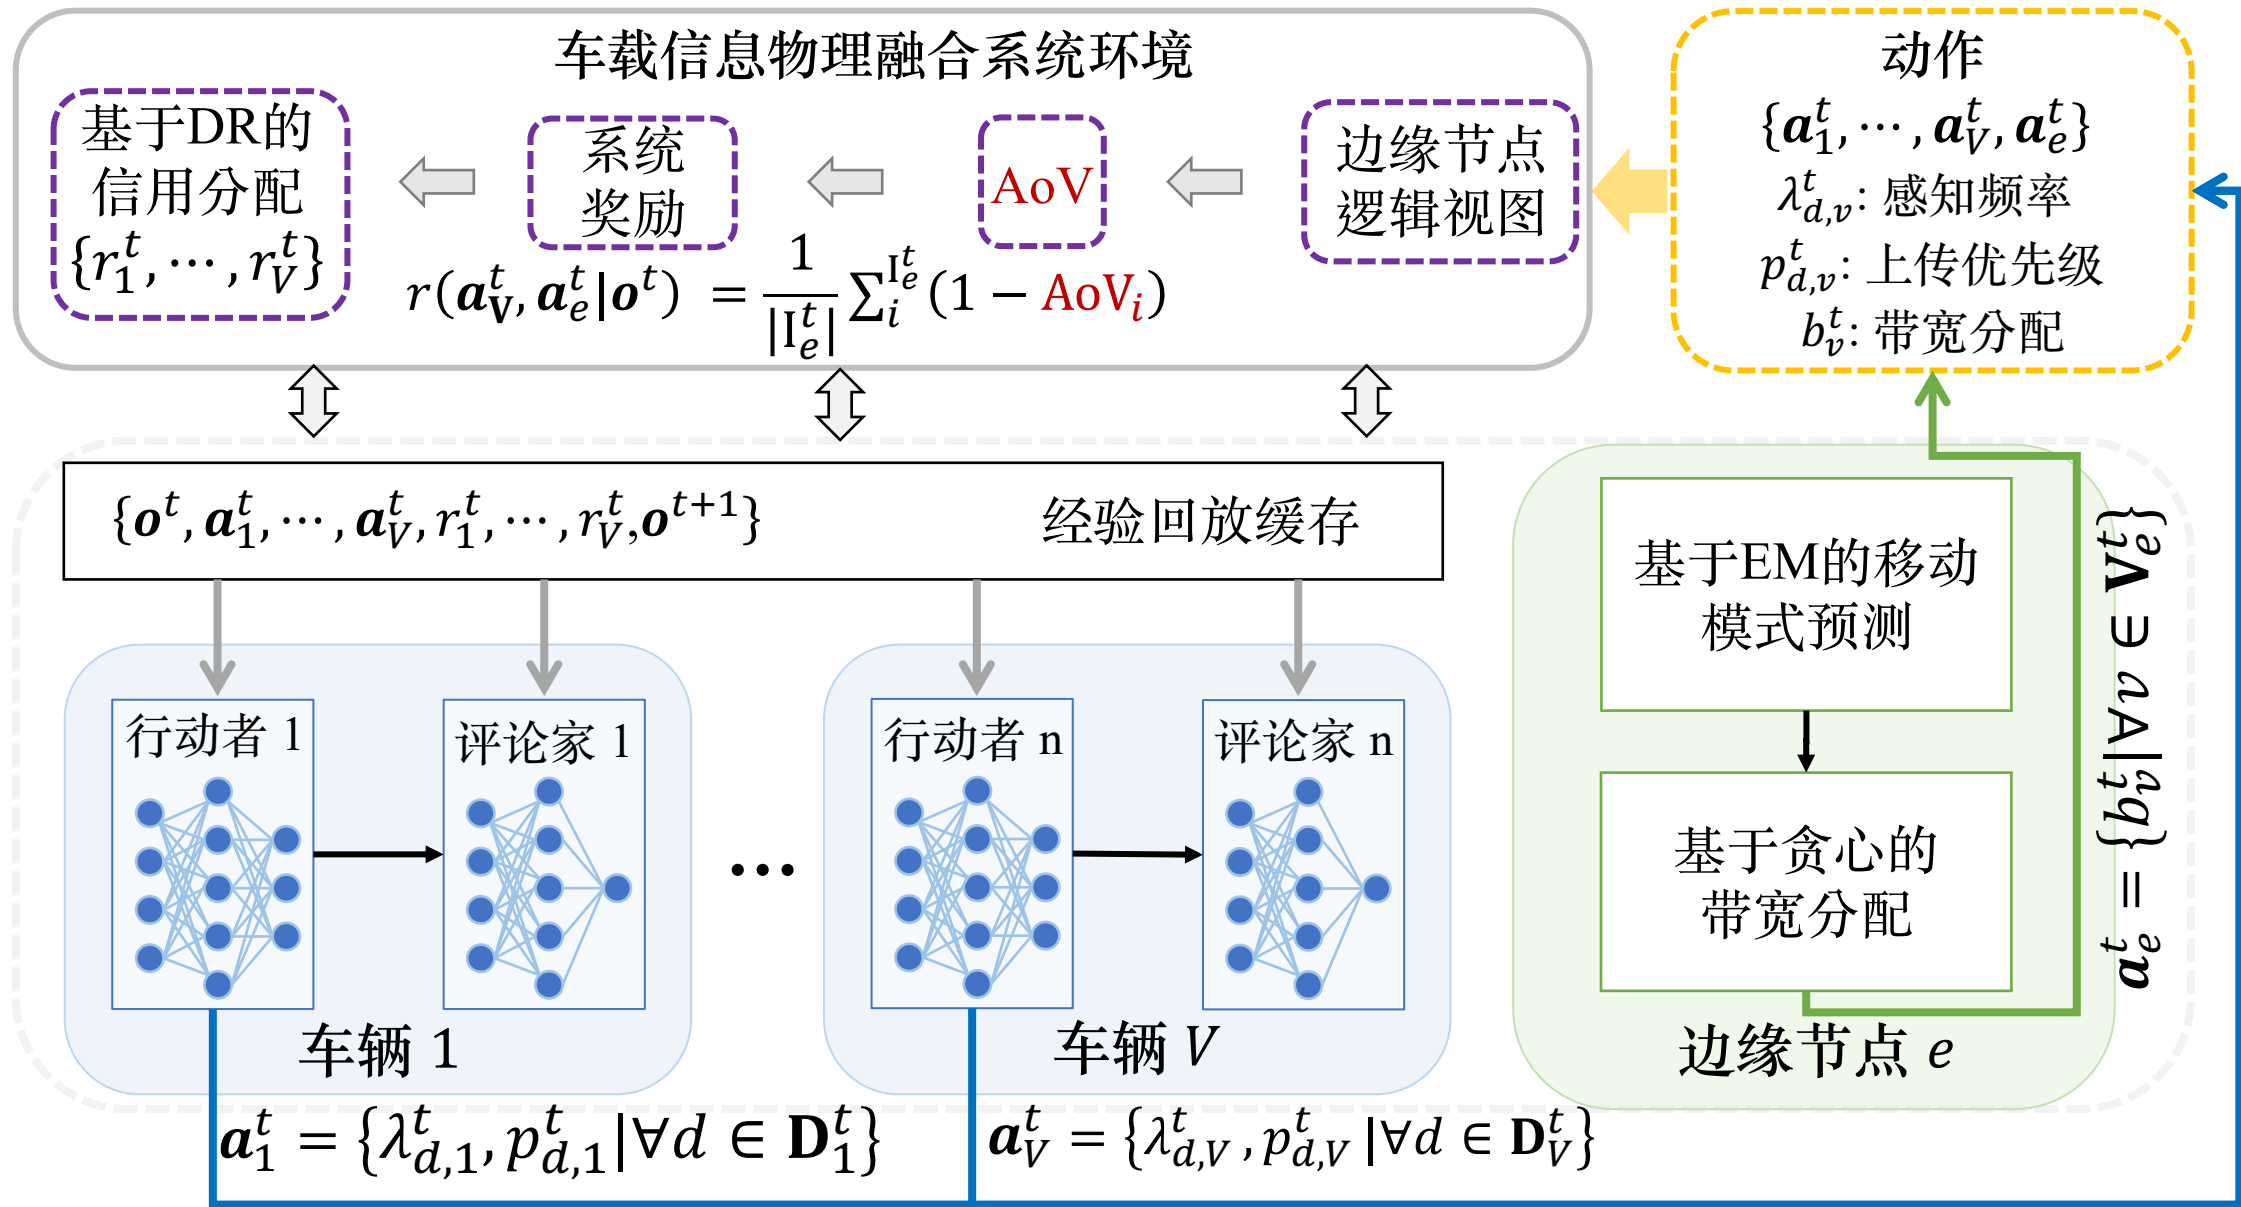 车载信息物理融合系统环境
基于DR的
信用分配
{r_1^t, ⋯, r_V^t}
系统
奖励
AoV
边缘节点
逻辑视图
r(a_V^t, a_e^t|o^t) = 1/|I_e^t| ∑_i^{I_e^t}(1 − AoV_i)
动作
{a_1^t, ⋯, a_V^t, a_e^t}
λ_{d,v}^t: 感知频率
p_{d,v}^t: 上传优先级
b_v^t: 带宽分配
{o^t, a_1^t, ⋯, a_V^t, r_1^t, ⋯, r_V^t, o^{t+1}}
经验回放缓存
行动者 1
评论家 1
车辆 1
...
行动者 n
评论家 n
车辆 V
基于EM的移动
模式预测
基于贪心的
带宽分配
边缘节点 e
a_e^t = {b_v^t|∀v ∈ V_e^t}
a_1^t = {λ_{d,1}^t, p_{d,1}^t|∀d ∈ D_1^t}
a_V^t = {λ_{d,V}^t, p_{d,V}^t|∀d ∈ D_V^t}